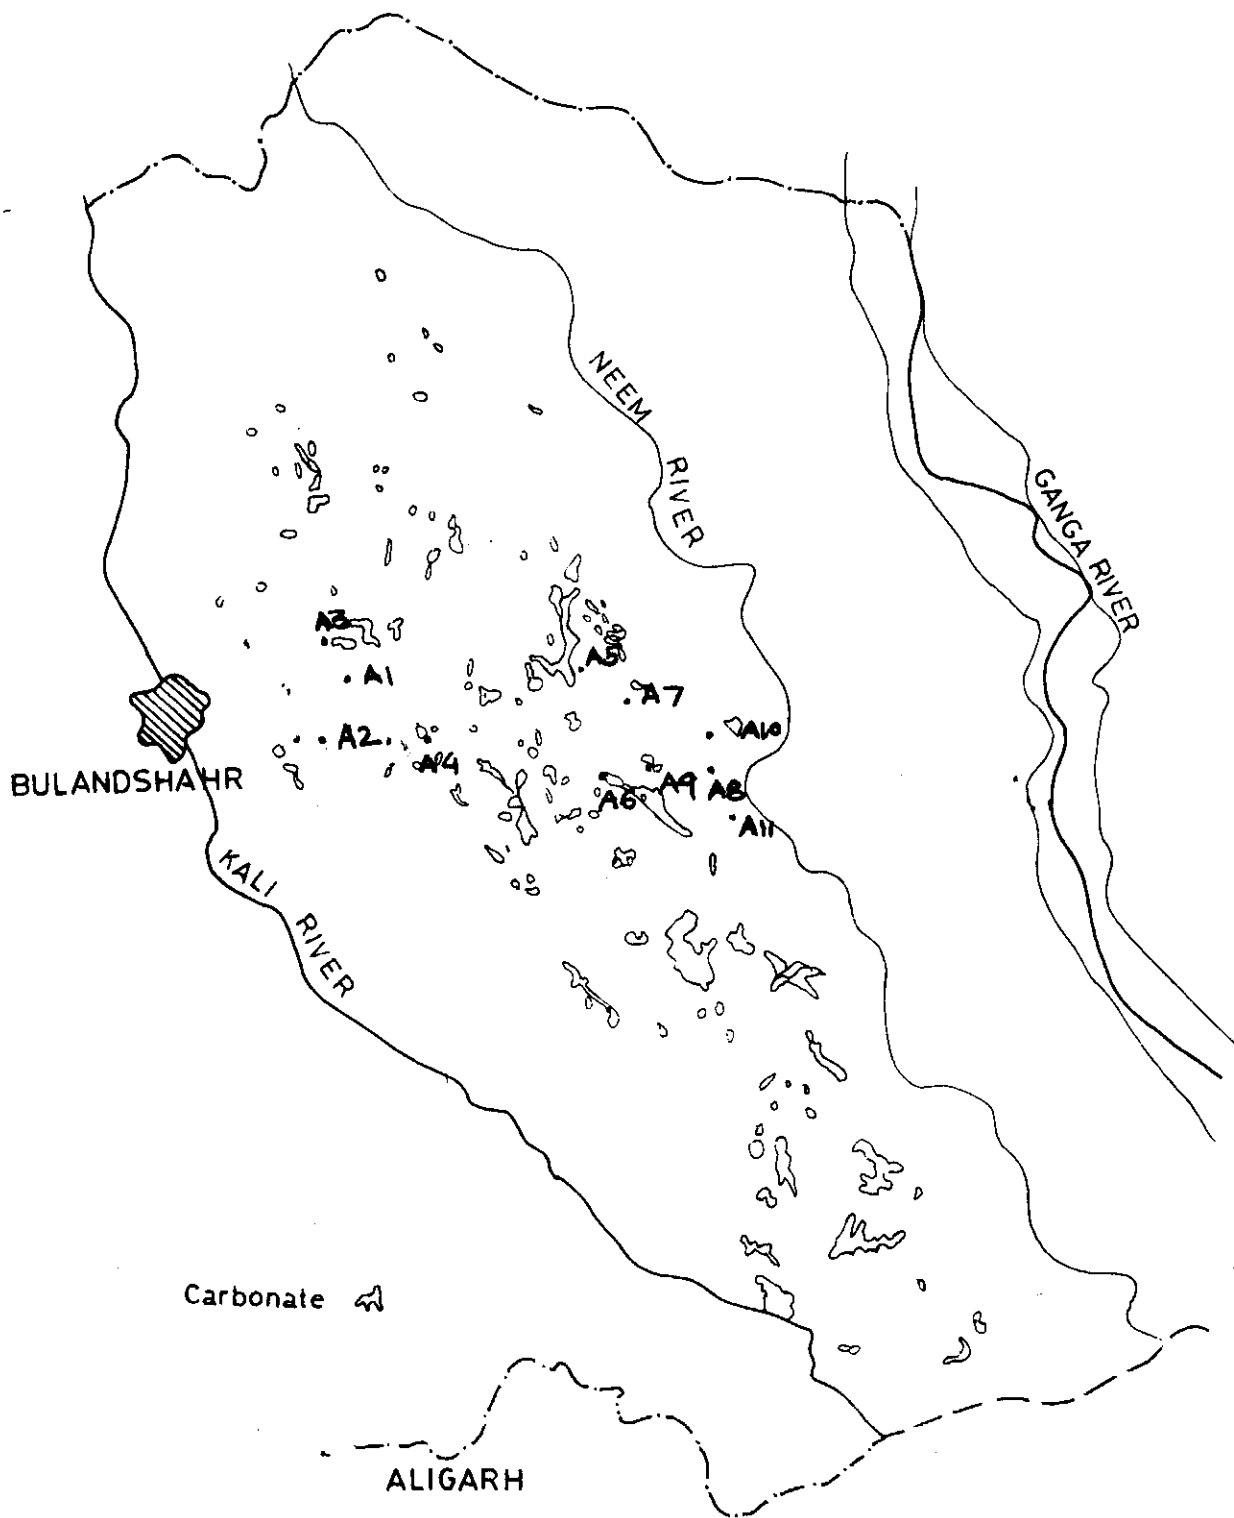 NEEM
RIVER
GANGA RIVER
A3
A1
A5
A7
A2
A10
A4
A9
A6
A8
A11
BULANDSHAHR
KALI
RIVER
Carbonate
ALIGARH